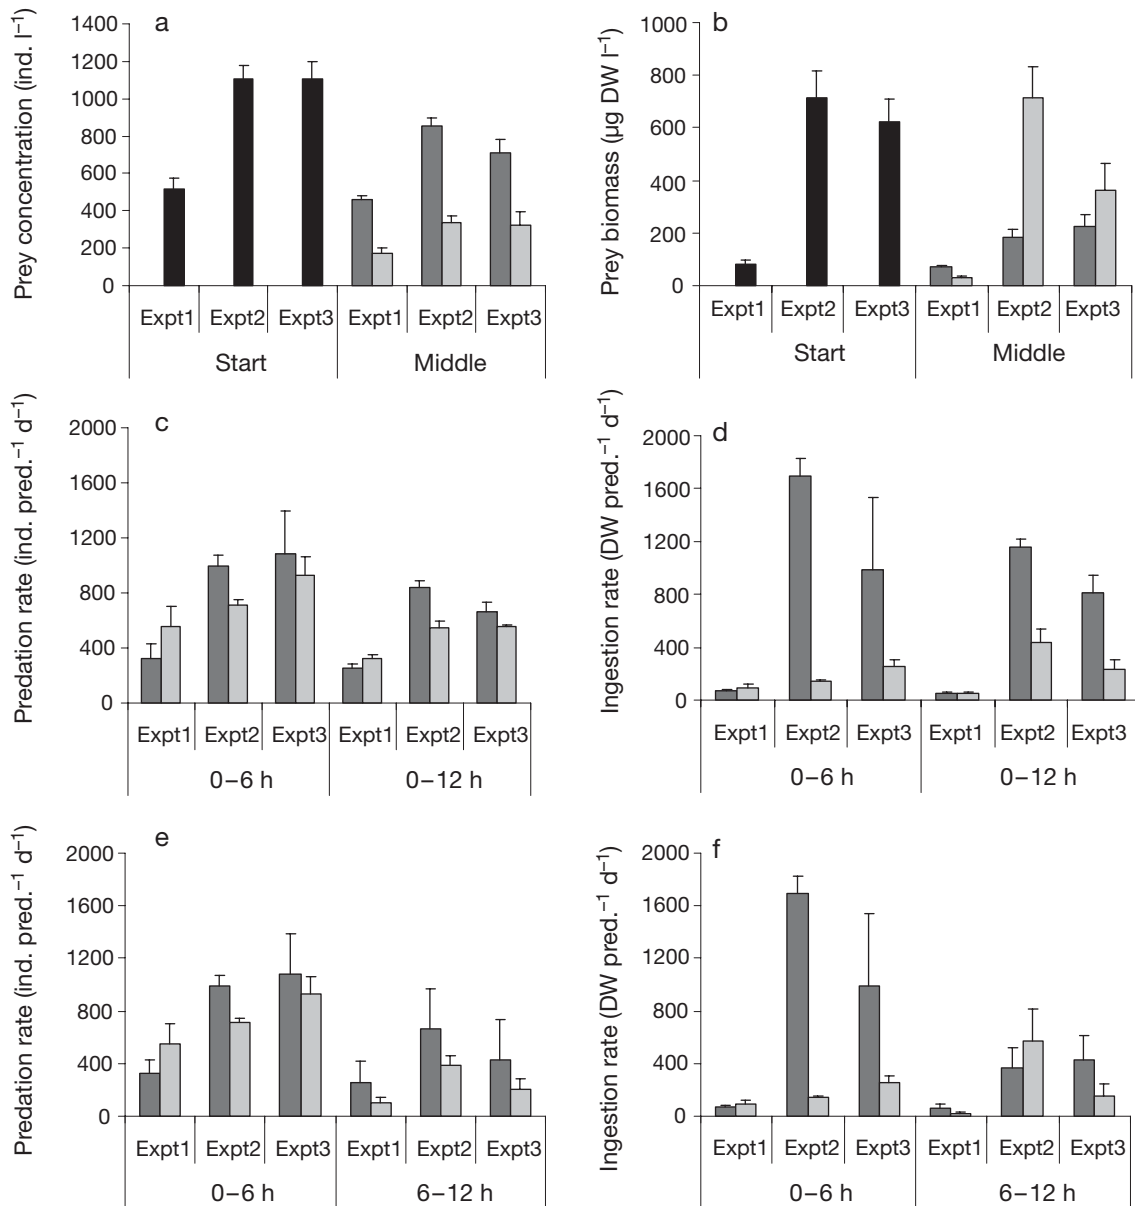 a
Prey concentration (ind. l⁻¹)
1400
1200
1000
800
600
400
200
0
Expt1 Expt2 Expt3 Expt1 Expt2 Expt3
Start Middle
b
Prey biomass (µg DW l⁻¹)
1000
800
600
400
200
0
Expt1 Expt2 Expt3 Expt1 Expt2 Expt3
Start Middle
c
Predation rate (ind. pred.⁻¹ d⁻¹)
2000
1600
1200
800
400
0
Expt1 Expt2 Expt3 Expt1 Expt2 Expt3
0–6 h 0–12 h
d
Ingestion rate (DW pred.⁻¹ d⁻¹)
2000
1600
1200
800
400
0
Expt1 Expt2 Expt3 Expt1 Expt2 Expt3
0–6 h 0–12 h
e
Predation rate (ind. pred.⁻¹ d⁻¹)
2000
1600
1200
800
400
0
Expt1 Expt2 Expt3 Expt1 Expt2 Expt3
0–6 h 6–12 h
f
Ingestion rate (DW pred.⁻¹ d⁻¹)
2000
1600
1200
800
400
0
Expt1 Expt2 Expt3 Expt1 Expt2 Expt3
0–6 h 6–12 h